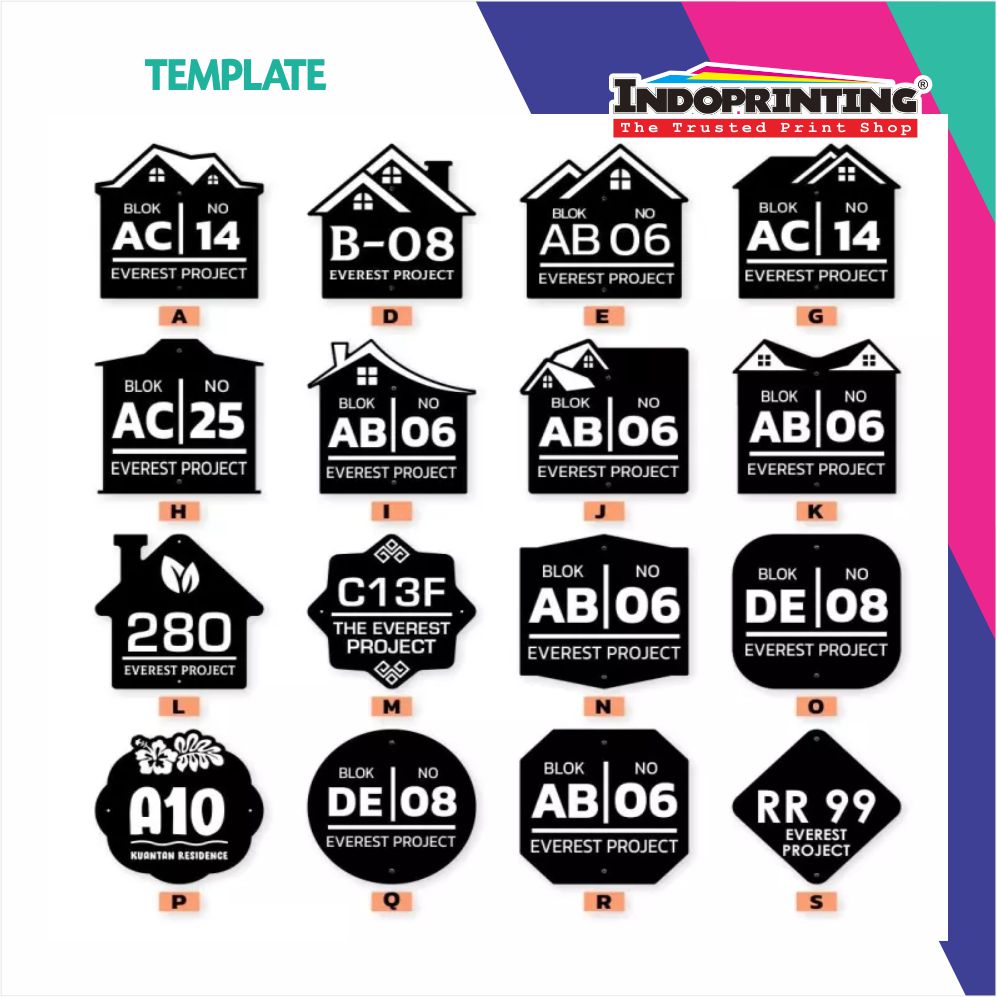 TEMPLATE
INDOPRINTING®
The Trusted Print Shop
BLOK NO
AC 14
EVEREST PROJECT
A
B-08
EVEREST PROJECT
D
BLOK NO
AB 06
EVEREST PROJECT
E
BLOK NO
AC 14
EVEREST PROJECT
G
BLOK NO
AC 25
EVEREST PROJECT
H
BLOK NO
AB 06
EVEREST PROJECT
I
BLOK NO
AB 06
EVEREST PROJECT
J
BLOK NO
AB 06
EVEREST PROJECT
K
280
EVEREST PROJECT
L
C13F
THE EVEREST
PROJECT
M
BLOK NO
AB 06
EVEREST PROJECT
N
BLOK NO
DE 08
EVEREST PROJECT
O
A10
KUANTAN RESIDENCE
P
BLOK NO
DE 08
EVEREST PROJECT
Q
BLOK NO
AB 06
EVEREST PROJECT
R
RR 99
EVEREST
PROJECT
S